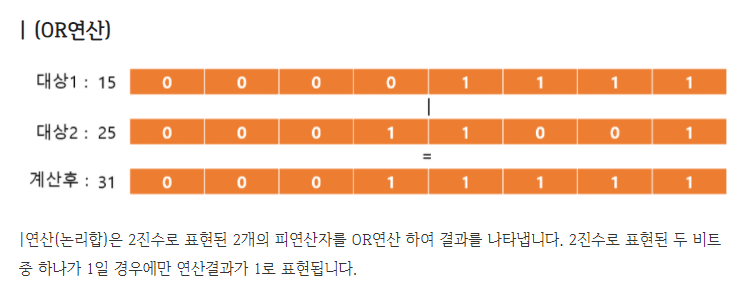 | (OR연산)
대상1 : 15 0 0 0 0 1 1 1 1
|
대상2 : 25 0 0 0 1 1 0 0 1
=
계산후 : 31 0 0 0 1 1 1 1 1
|연산(논리합)은 2진수로 표현된 2개의 피연산자를 OR연산 하여 결과를 나타냅니다. 2진수로 표현된 두 비트
중 하나가 1일 경우에만 연산결과가 1로 표현됩니다.